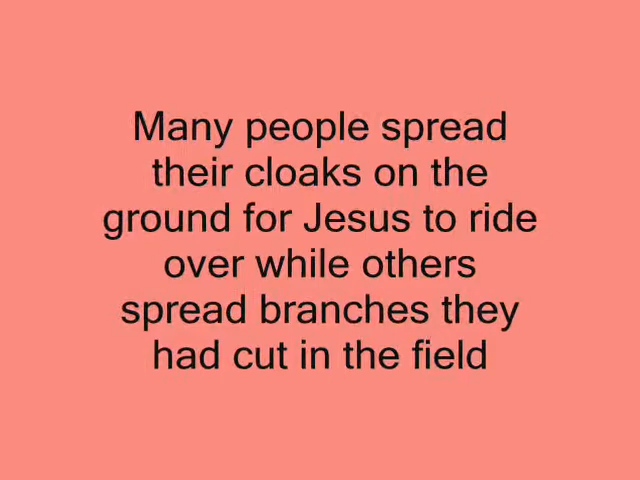 Many people spread
their cloaks on the
ground for Jesus to ride
over while others
spread branches they
had cut in the field